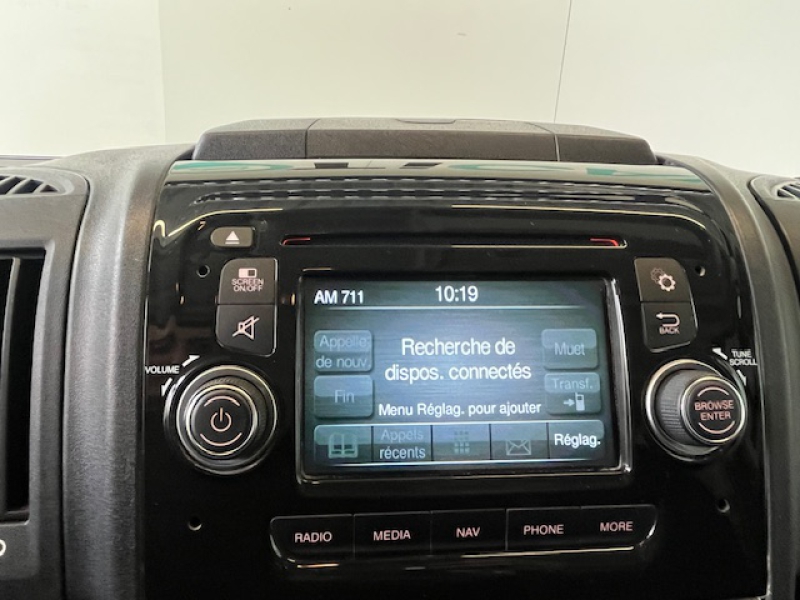 SCREEN
ON/OFF
AM 711
10:19
BACK
VOLUME
TUNE
SCROLL
Appelle
de nouv.
Recherche de
dispos. connectés
Muet
Fin
Transf.
Menu Réglag. pour ajouter
BROWSE
ENTER
Appels
récents
Réglag.
RADIO
MEDIA
NAV
PHONE
MORE